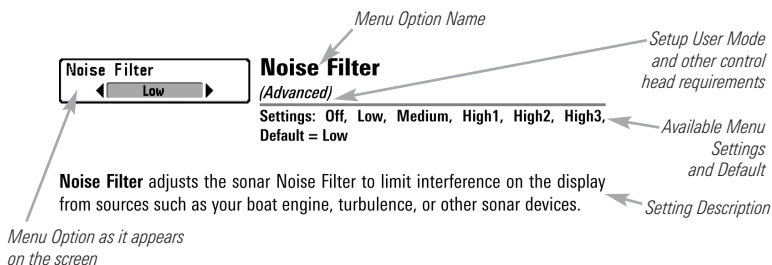 Menu Option Name
Setup User Mode
and other control
head requirements
Noise Filter
Low
Noise Filter
(Advanced)
Settings: Off, Low, Medium, High1, High2, High3,
Default = Low
Available Menu
Settings
and Default
Noise Filter adjusts the sonar Noise Filter to limit interference on the display
from sources such as your boat engine, turbulence, or other sonar devices.
Setting Description
Menu Option as it appears
on the screen